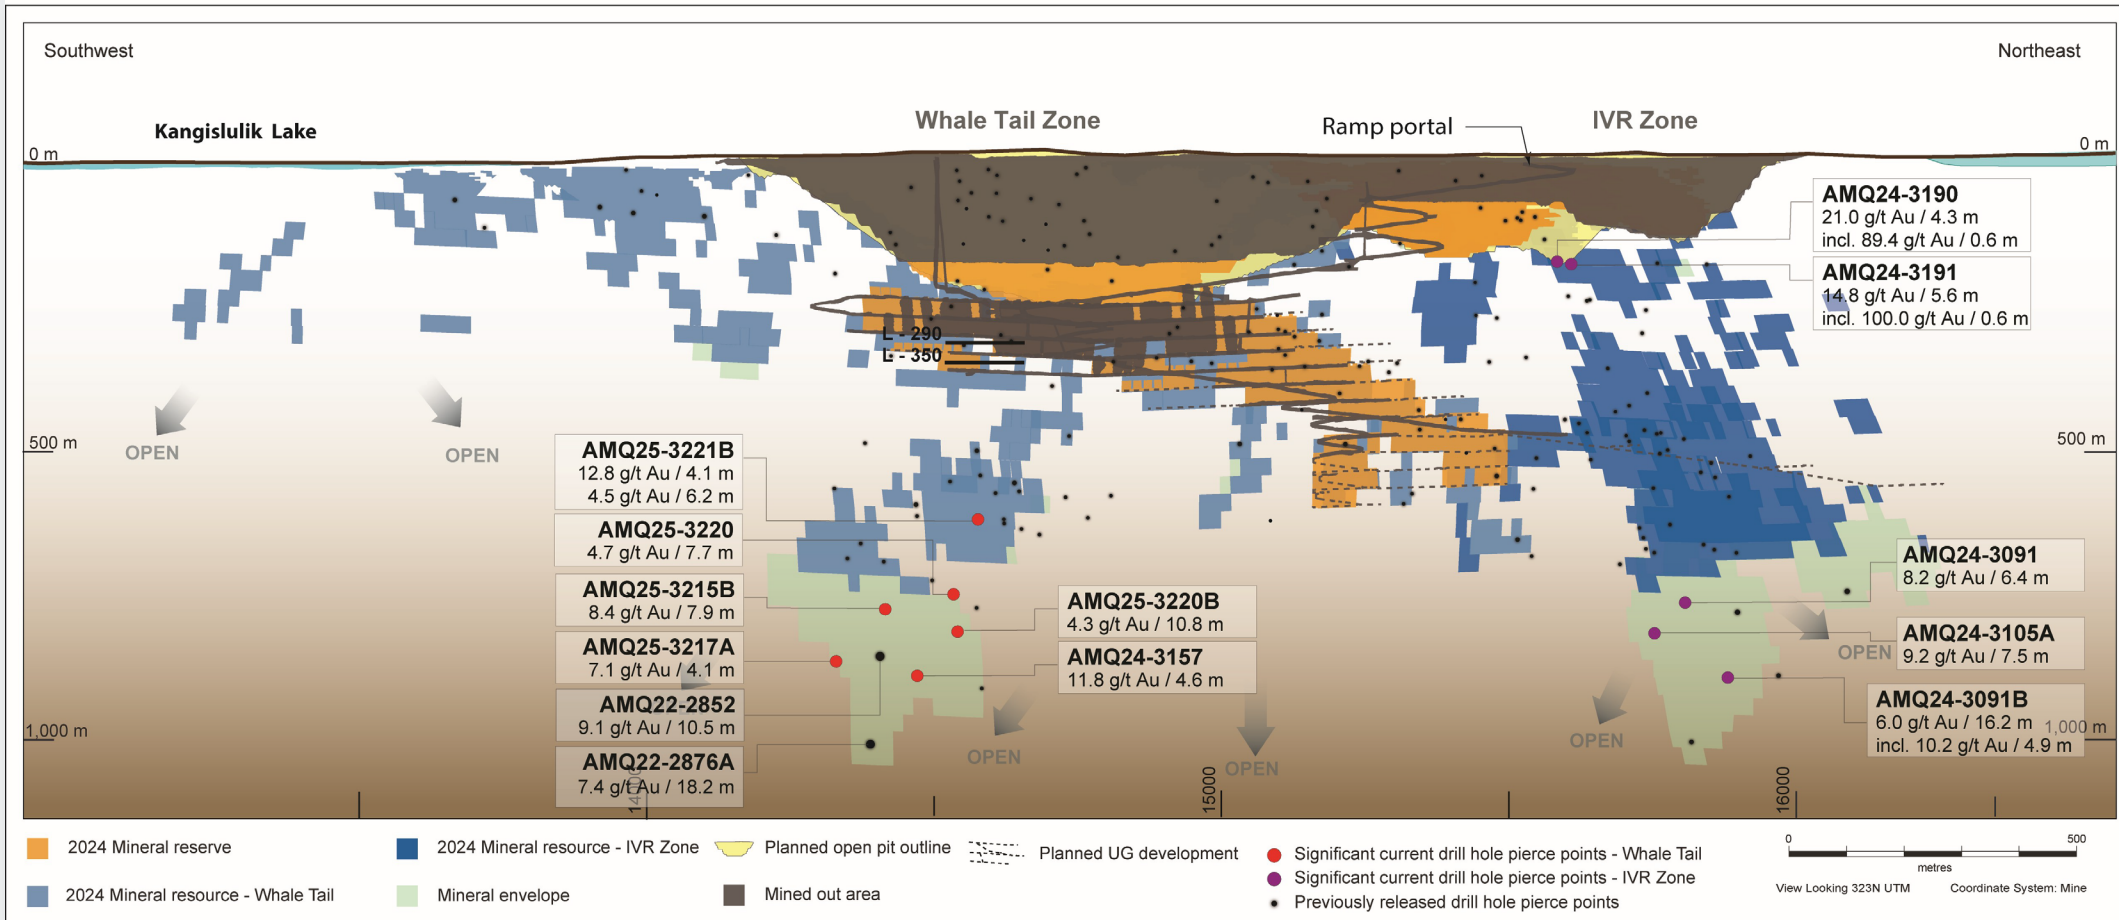 Southwest
Northeast
Kangislulik Lake
Whale Tail Zone
Ramp portal
IVR Zone
0 m
0 m
AMQ24-3190
21.0 g/t Au / 4.3 m
incl. 89.4 g/t Au / 0.6 m
AMQ24-3191
14.8 g/t Au / 5.6 m
incl. 100.0 g/t Au / 0.6 m
L - 290
L - 350
OPEN
OPEN
500 m
500 m
AMQ25-3221B
12.8 g/t Au / 4.1 m
4.5 g/t Au / 6.2 m
AMQ25-3220
4.7 g/t Au / 7.7 m
AMQ25-3215B
8.4 g/t Au / 7.9 m
AMQ25-3217A
7.1 g/t Au / 4.1 m
AMQ22-2852
9.1 g/t Au / 10.5 m
AMQ22-2876A
7.4 g/t Au / 18.2 m
AMQ25-3220B
4.3 g/t Au / 10.8 m
AMQ24-3157
11.8 g/t Au / 4.6 m
AMQ24-3091
8.2 g/t Au / 6.4 m
AMQ24-3105A
9.2 g/t Au / 7.5 m
AMQ24-3091B
6.0 g/t Au / 16.2 m
incl. 10.2 g/t Au / 4.9 m
OPEN
OPEN
OPEN
OPEN
1,000 m
1,000 m
14000
15000
16000
2024 Mineral reserve
2024 Mineral resource - IVR Zone
Planned open pit outline
Planned UG development
Significant current drill hole pierce points - Whale Tail
2024 Mineral resource - Whale Tail
Mineral envelope
Mined out area
Significant current drill hole pierce points - IVR Zone
Previously released drill hole pierce points
0
500
metres
View Looking 323N UTM
Coordinate System: Mine